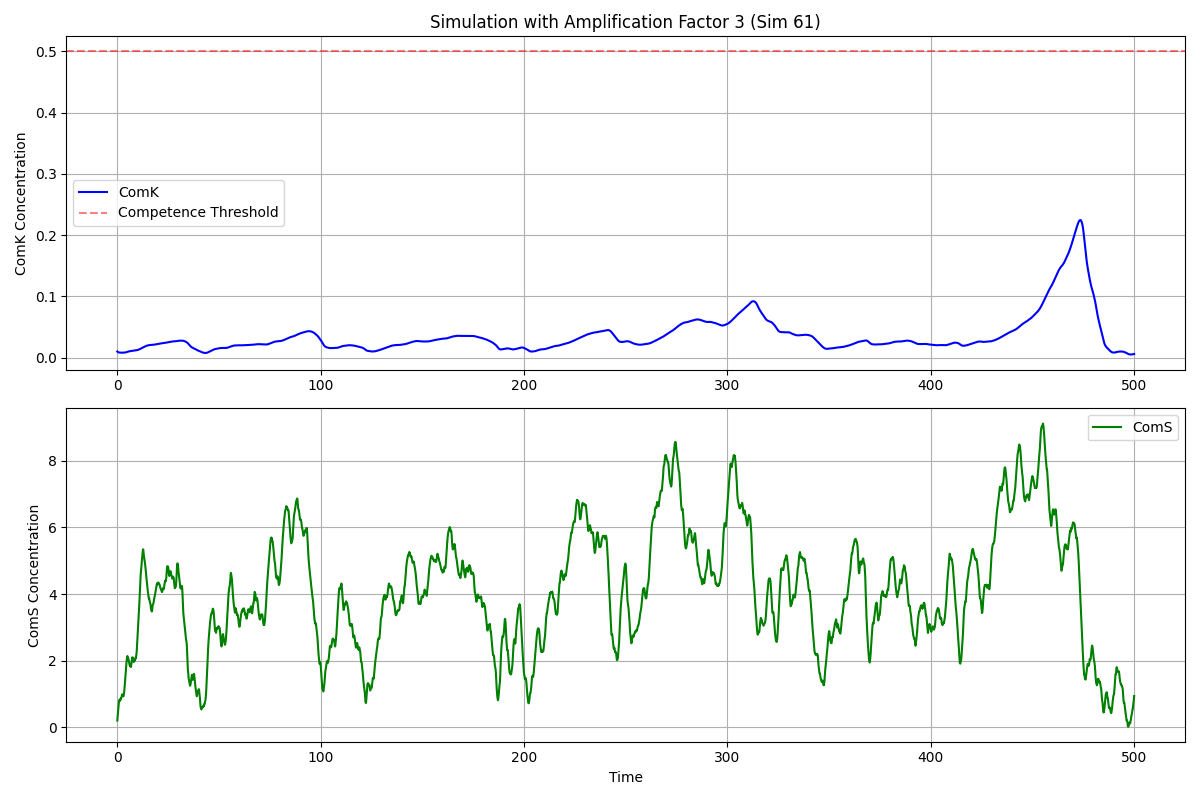 Simulation with Amplification Factor 3 (Sim 61)
ComK Concentration
0.5
0.4
0.3
0.2
0.1
0.0
ComK
Competence Threshold
0 100 200 300 400 500
ComS Concentration
8
6
4
2
0
ComS
0 100 200 300 400 500
Time